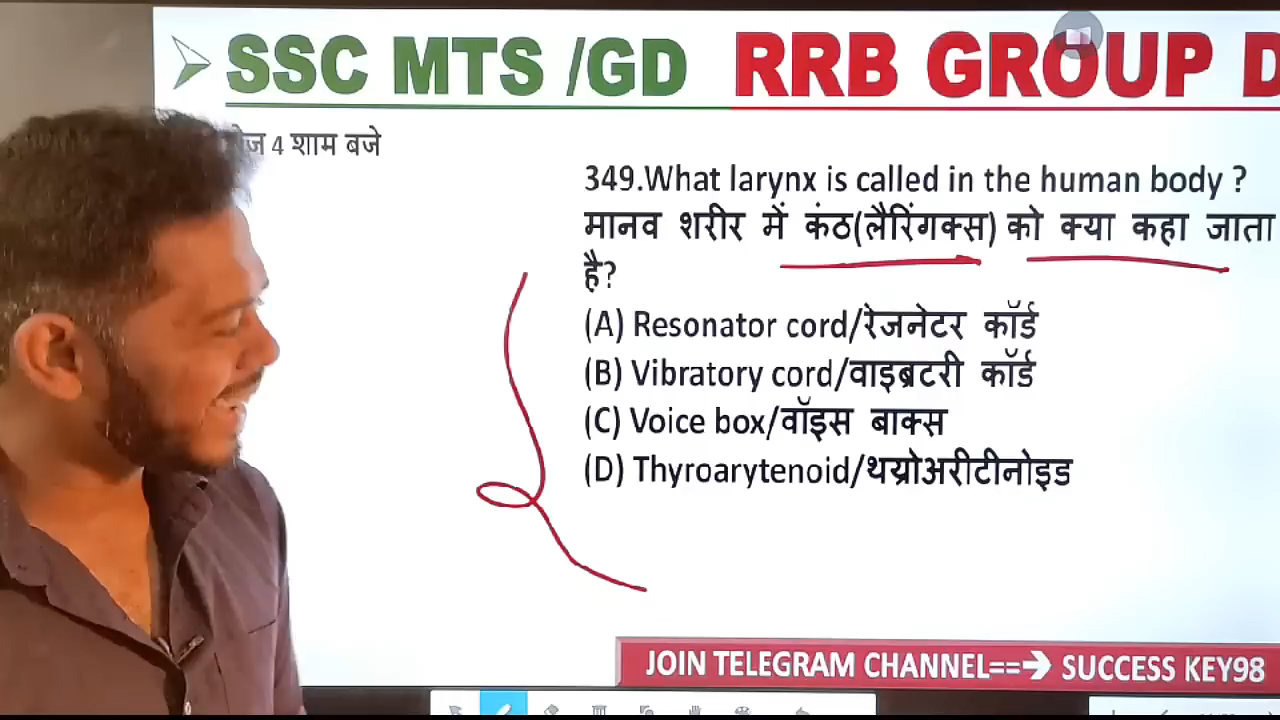 SSC MTS /GD RRB GROUP D
4 शाम बजे
349.What larynx is called in the human body ?
मानव शरीर में कंठ(लैरिंगक्स) को क्या कहा जाता
है?
(A) Resonator cord/रेजनेटर कॉर्ड
(B) Vibratory cord/वाइब्रटरी कॉर्ड
(C) Voice box/वॉइस बाक्स
(D) Thyroarytenoid/थय्रोअरीटीनोइड
JOIN TELEGRAM CHANNEL==➔ SUCCESS KEY98